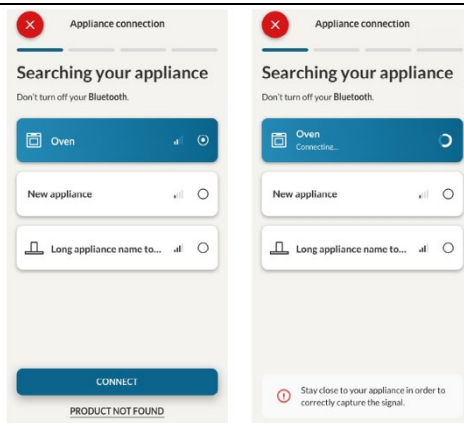 Appliance connection
Searching your appliance
Don't turn off your Bluetooth.
Oven
New appliance
Long appliance name to...
CONNECT
PRODUCT NOT FOUND
Appliance connection
Searching your appliance
Don't turn off your Bluetooth.
Oven
Connecting...
New appliance
Long appliance name to...
Stay close to your appliance in order to
correctly capture the signal.